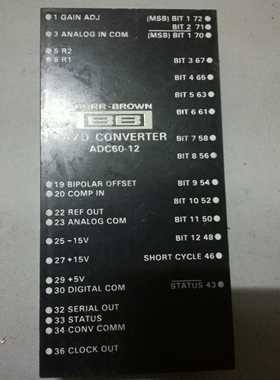 1 GAIN ADJ
(MSB) BIT 1 72
BIT 2 71
3 ANALOG IN COM
(MSB) BIT 1 70
5 R2
6 R1
BIT 3 67
BIT 4 65
BIT 5 63
BIT 6 61
BURR-BROWN
BB
A/D CONVERTER
ADC60-12
BIT 7 58
BIT 8 56
19 BIPOLAR OFFSET
BIT 9 54
20 COMP IN
BIT 10 52
22 REF OUT
23 ANALOG COM
BIT 11 50
25 -15V
BIT 12 48
27 +15V
SHORT CYCLE 46
29 +5V
30 DIGITAL COM
STATUS 43
32 SERIAL OUT
33 STATUS
34 CONV COMM
36 CLOCK OUT